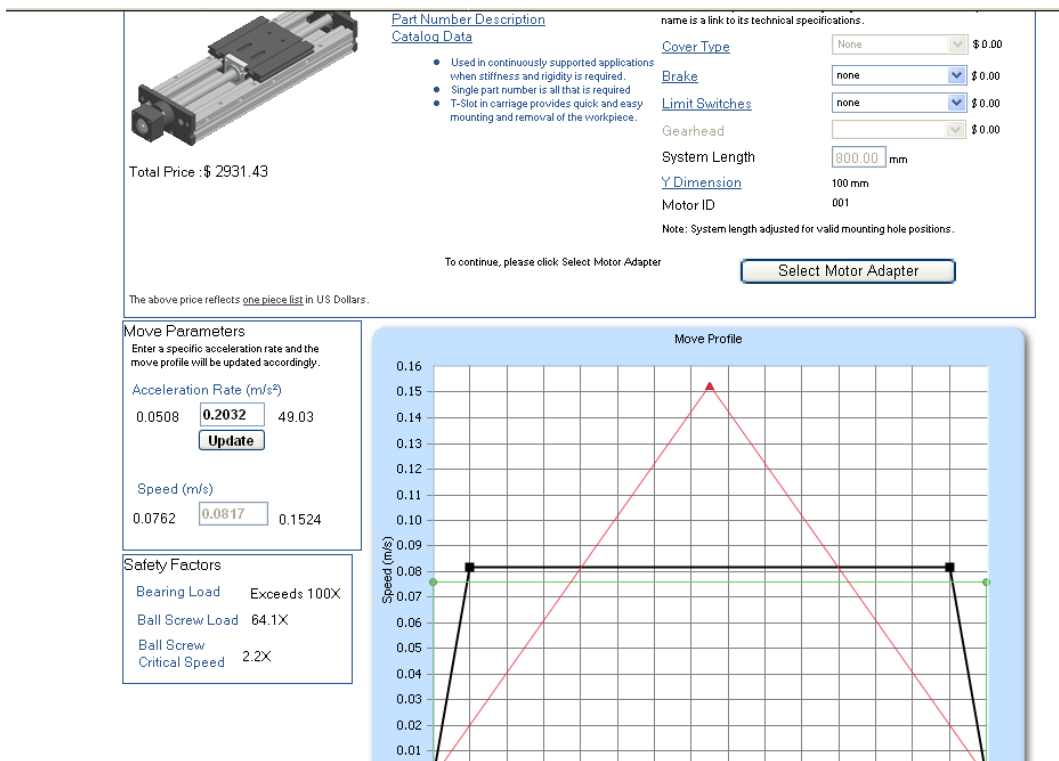 Part Number Description
Catalog Data
Used in continuously supported applications
when stiffness and rigidity is required.
Single part number is all that is required
T-Slot in carriage provides quick and easy
mounting and removal of the workpiece.
name is a link to its technical specifications.
Cover Type None $ 0.00
Brake none $ 0.00
Limit Switches none $ 0.00
Gearhead $ 0.00
System Length 800.00 mm
Y Dimension 100 mm
Motor ID 001
Note: System length adjusted for valid mounting hole positions.
Total Price :$ 2931.43
To continue, please click Select Motor Adapter
Select Motor Adapter
The above price reflects one piece list in US Dollars.
Move Parameters
Enter a specific acceleration rate and the
move profile will be updated accordingly.
Acceleration Rate (m/s²)
0.0508 0.2032 49.03
Update
Speed (m/s)
0.0762 0.0817 0.1524
Safety Factors
Bearing Load Exceeds 100X
Ball Screw Load 64.1X
Ball Screw
Critical Speed 2.2X
Move Profile
Speed (m/s)
0.16
0.15
0.14
0.13
0.12
0.11
0.10
0.09
0.08
0.07
0.06
0.05
0.04
0.03
0.02
0.01